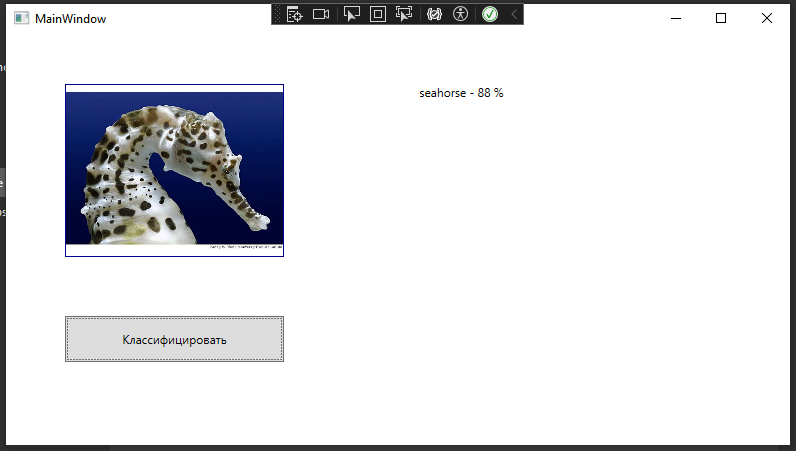 MainWindow
seahorse - 88 %
Классифицировать